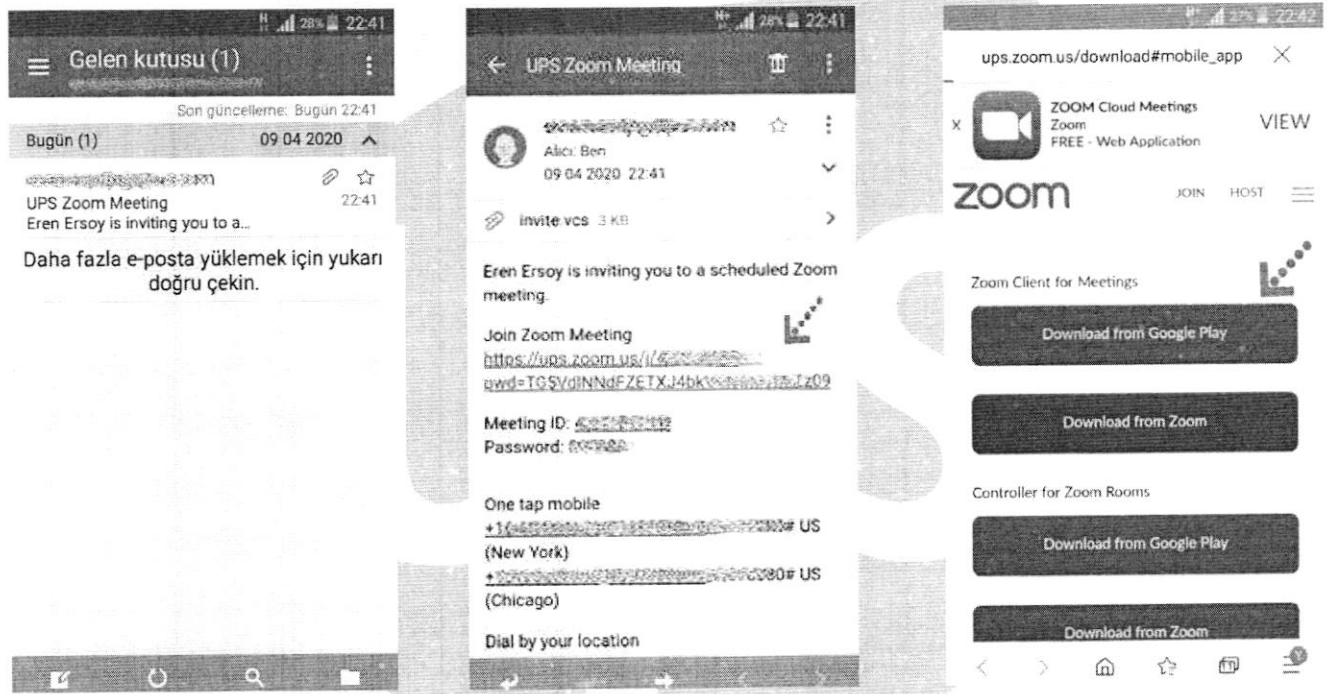 28% 22:41
Gelen kutusu (1)
Son güncelleme: Bugün 22:41
Bugün (1) 09 04 2020
UPS Zoom Meeting 22:41
Eren Ersoy is inviting you to a...
Daha fazla e-posta yüklemek için yukarı
doğru çekin.
28% 22:41
UPS Zoom Meeting
Alıcı: Ben
09 04 2020 22:41
invite.vcs 3 KB
Eren Ersoy is inviting you to a scheduled Zoom
meeting.
Join Zoom Meeting
https://ups.zoom.us/j/
Meeting ID:
Password:
One tap mobile
US
(New York)
US
(Chicago)
Dial by your location
27% 22:42
ups.zoom.us/download#mobile_app
ZOOM Cloud Meetings
Zoom
FREE - Web Application
x
VIEW
zoom JOIN HOST
Zoom Client for Meetings
Download from Google Play
Download from Zoom
Controller for Zoom Rooms
Download from Google Play
Download from Zoom